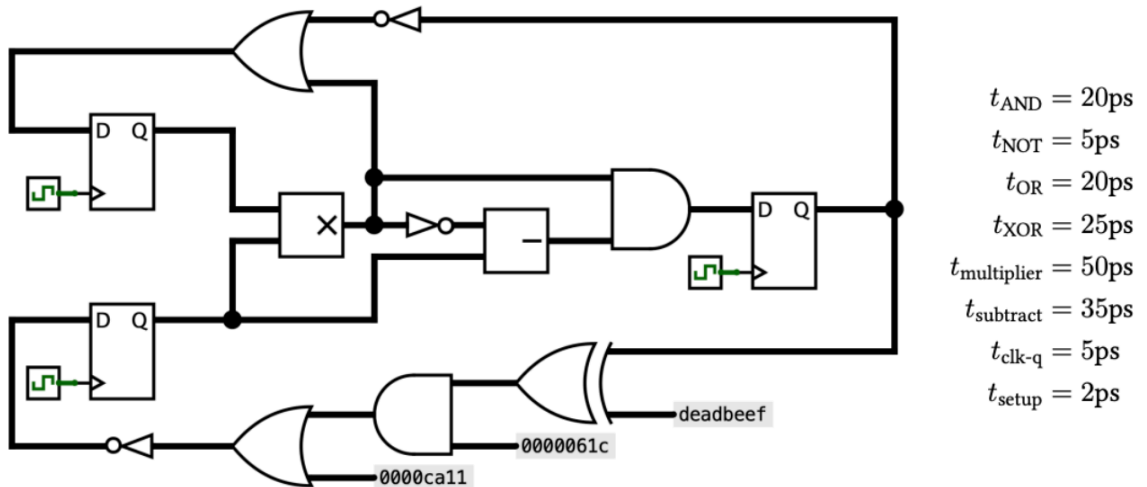 D Q
D Q
D Q
×
−
deadbeef
0000061c
0000ca11
t_AND = 20ps
t_NOT = 5ps
t_OR = 20ps
t_XOR = 25ps
t_multiplier = 50ps
t_subtract = 35ps
t_clk-q = 5ps
t_setup = 2ps